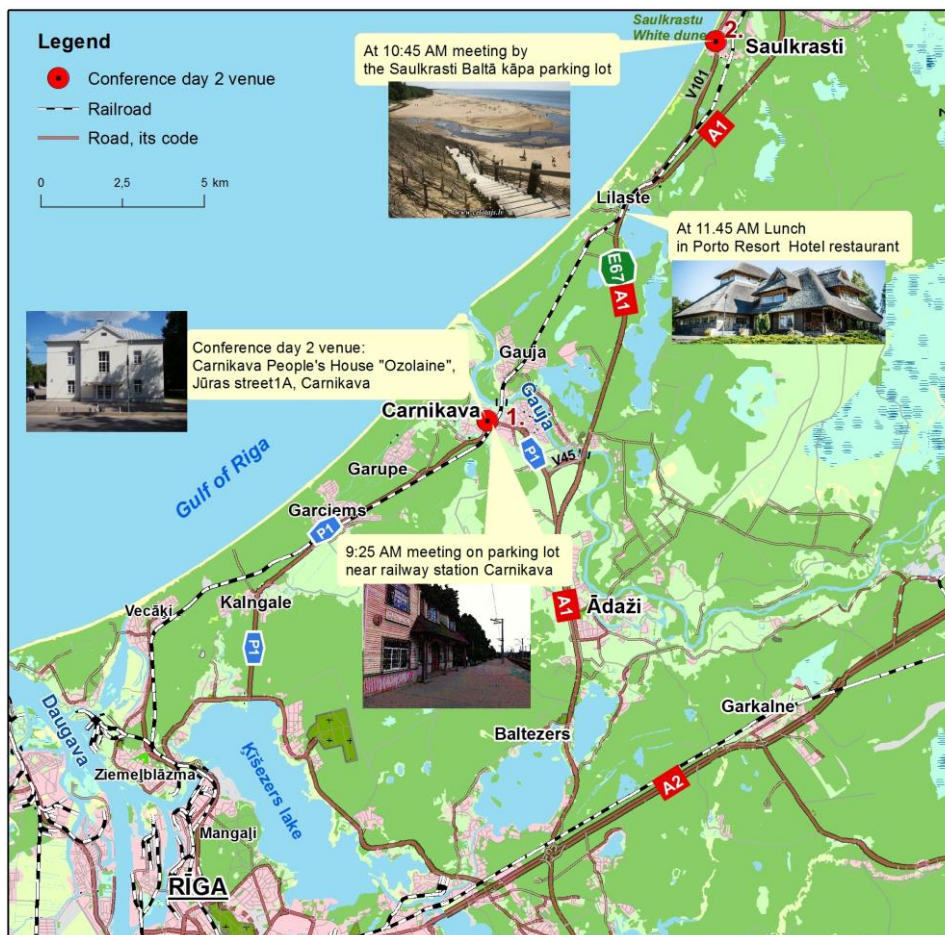 Legend
Conference day 2 venue
Railroad
Road, its code
0 2,5 5 km
Saulkrastu
White dune
2.
Saulkrasti
At 10:45 AM meeting by
the Saulkrasti Baltā kāpa parking lot
V101
A1
© www.celotajs.lv
Lilaste
At 11.45 AM Lunch
in Porto Resort Hotel restaurant
E67
A1
Conference day 2 venue:
Carnikava People's House "Ozolaine",
Jūras street1A, Carnikava
Gauja
Gauja
Carnikava
1.
P1
V45
Gulf of Riga
Garupe
Garciems
P1
9:25 AM meeting on parking lot
near railway station Carnikava
A1
Ādaži
Vecāķi
Kalngale
P1
Garkalne
Baltezers
Daugava
Ķīšezers lake
Ziemeļblāzma
A2
Mangaļi
RĪGA